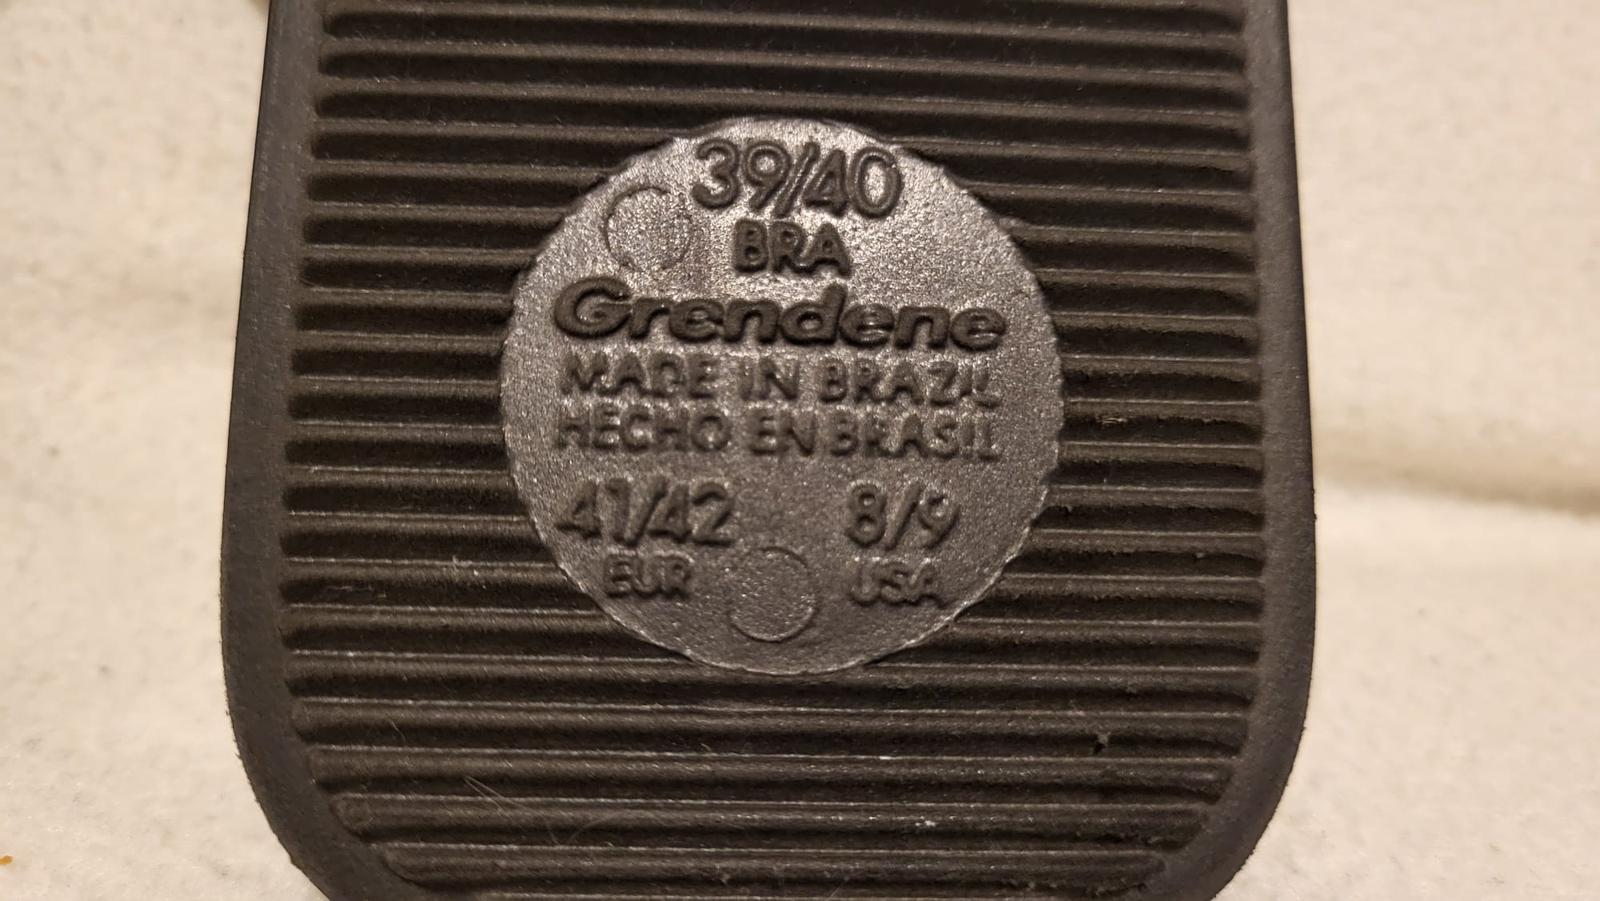 39/40
BRA
Grendene
MADE IN BRAZIL
HECHO EN BRASIL
41/42 8/9
EUR USA